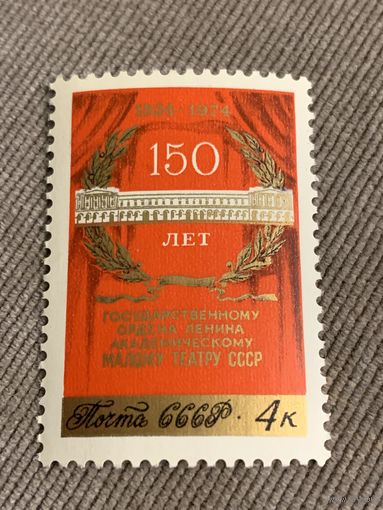 1824 · 1974
150
ЛЕТ
ГОСУДАРСТВЕННОМУ
ОРДЕНА ЛЕНИНА
АКАДЕМИЧЕСКОМУ
МАЛОМУ ТЕАТРУ СССР
Почта СССР · 4к